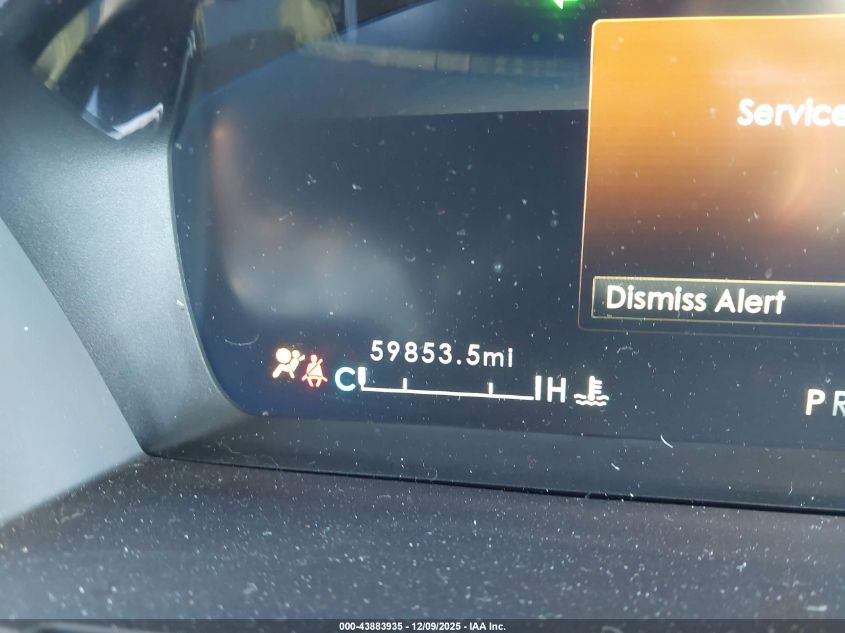 Service
Dismiss Alert
59853.5mi
C H
PR
000-43883935 - 12/09/2025 - IAA Inc.